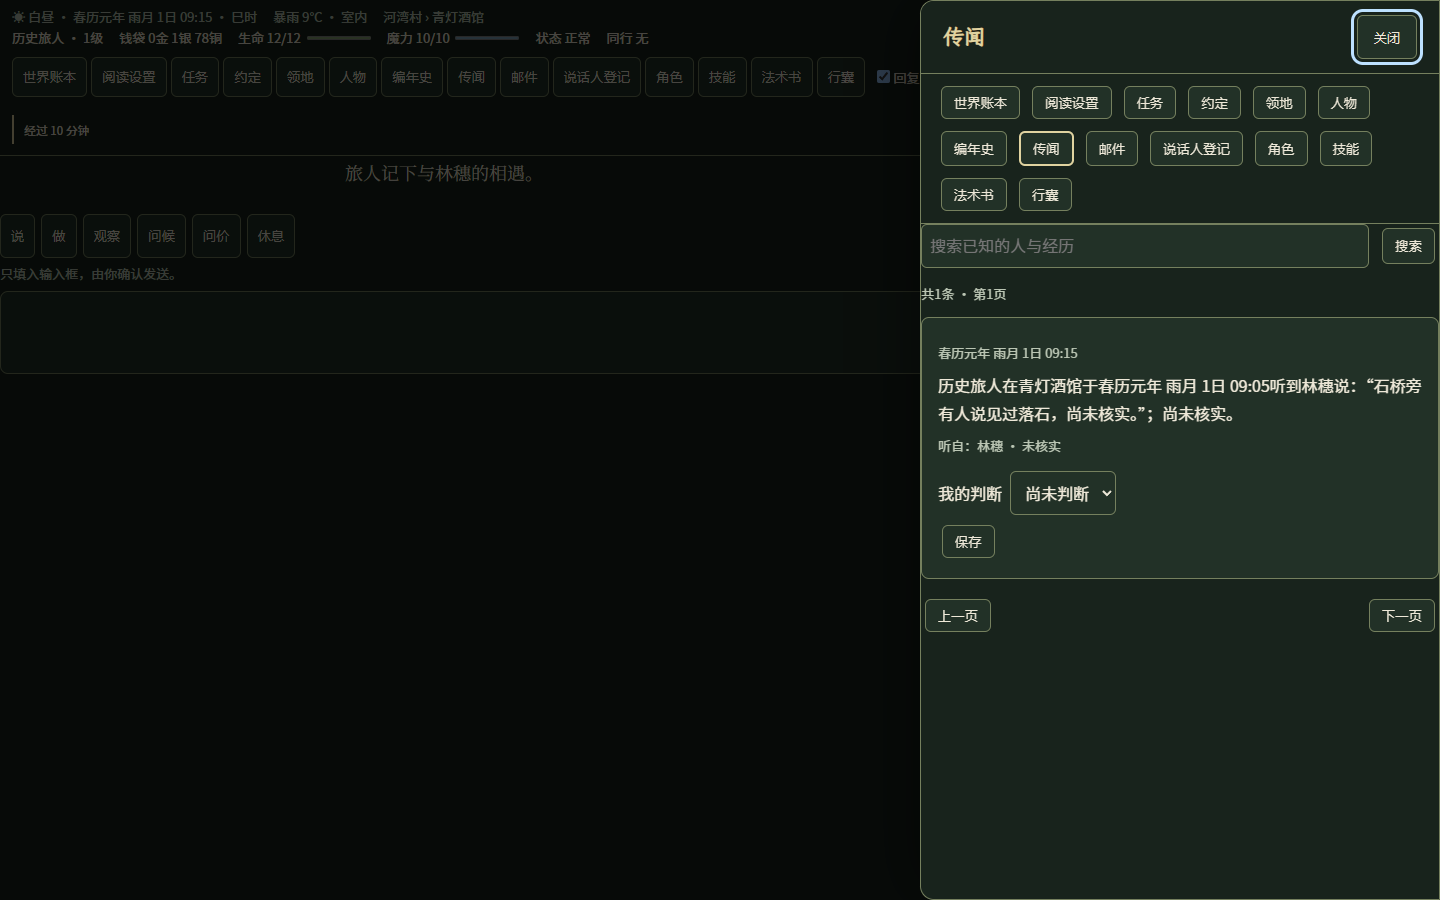 ☀ 白昼 · 春历元年 雨月 1日 09:15 · 巳时 暴雨 9°C · 室内 河湾村 › 青灯酒馆
历史旅人 · 1级 钱袋 0金 1银 78铜 生命 12/12 魔力 10/10 状态 正常 同行 无
世界账本 阅读设置 任务 约定 领地 人物 编年史 传闻 邮件 说话人登记 角色 技能 法术书 行囊 回复
经过 10 分钟
旅人记下与林穗的相遇。
说 做 观察 问候 问价 休息
只填入输入框，由你确认发送。
传闻 关闭
世界账本 阅读设置 任务 约定 领地 人物
编年史 传闻 邮件 说话人登记 角色 技能
法术书 行囊
搜索已知的人与经历 搜索
共1条 · 第1页
春历元年 雨月 1日 09:15
历史旅人在青灯酒馆于春历元年 雨月 1日 09:05听到林穗说：“石桥旁
有人说见过落石，尚未核实。”；尚未核实。
听自：林穗 · 未核实
我的判断 尚未判断
保存
上一页 下一页